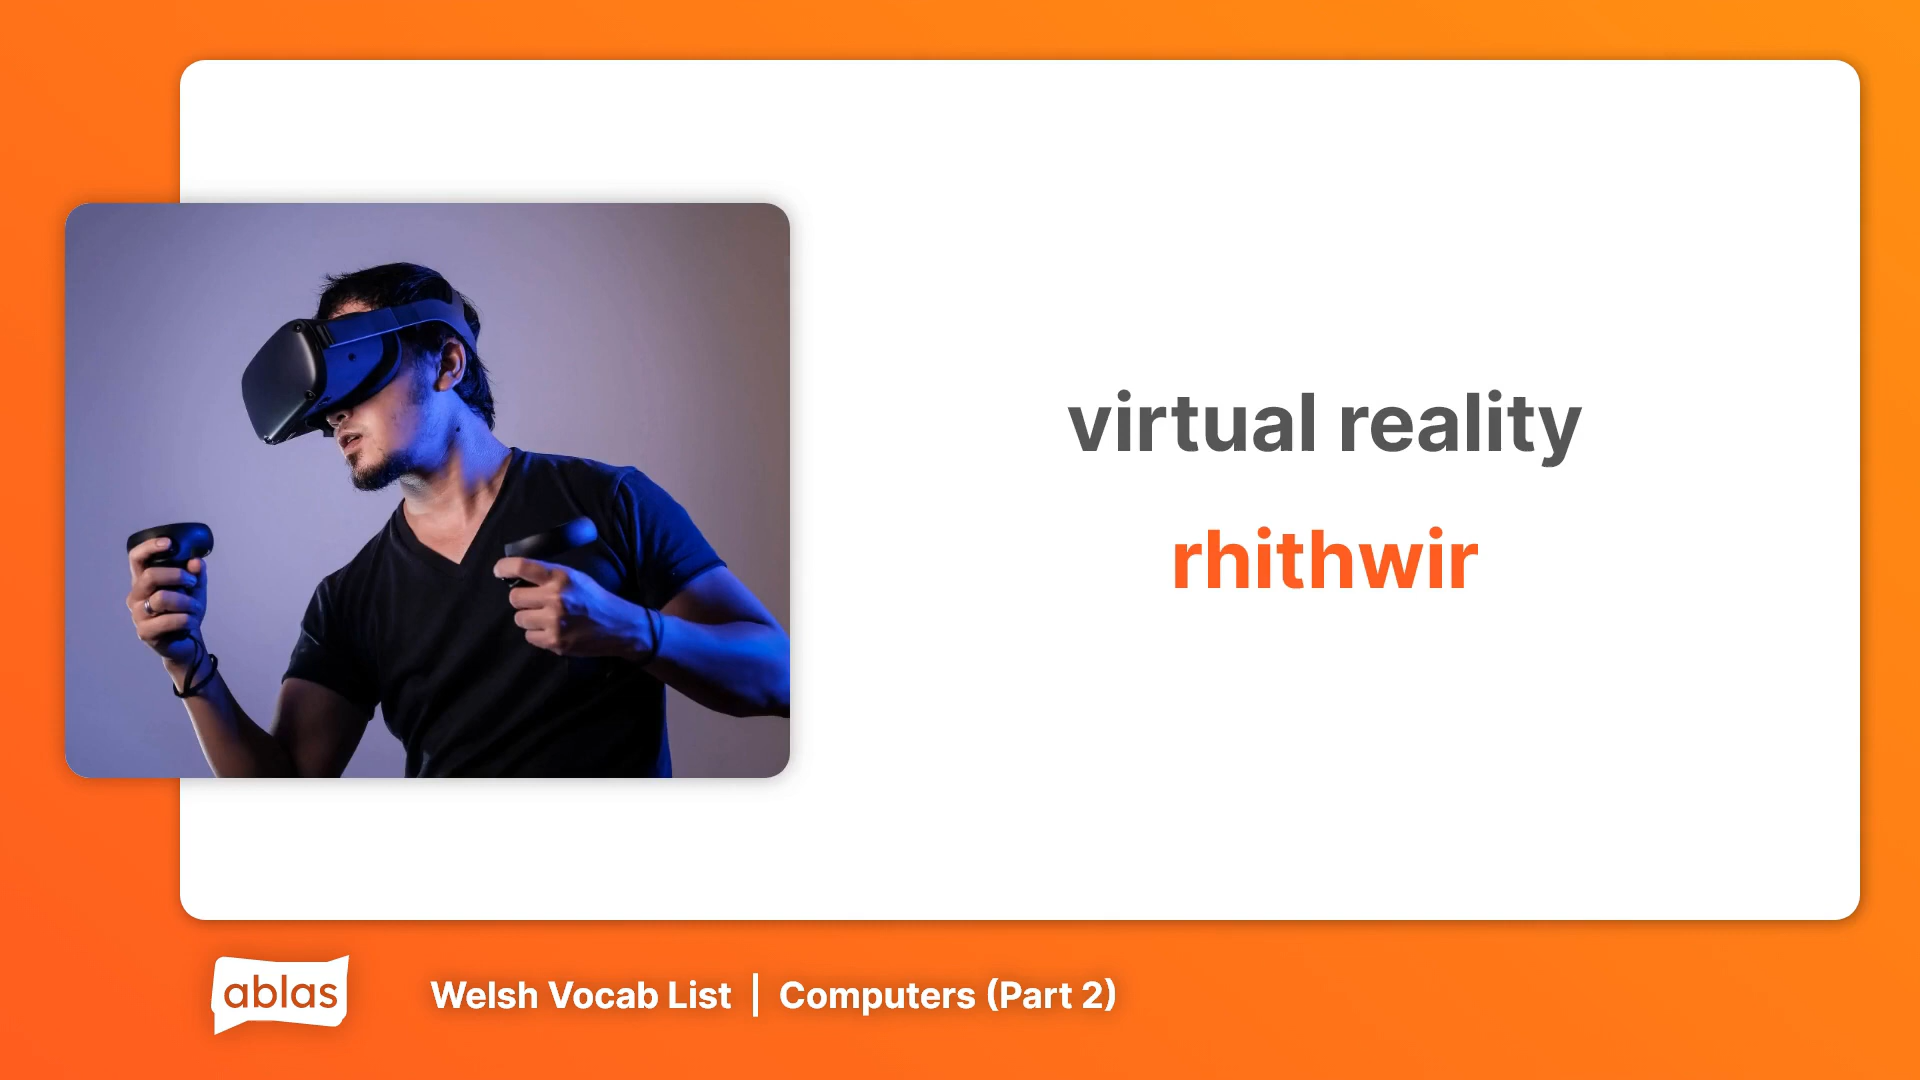 virtual reality
rhithwir
ablas
Welsh Vocab List | Computers (Part 2)